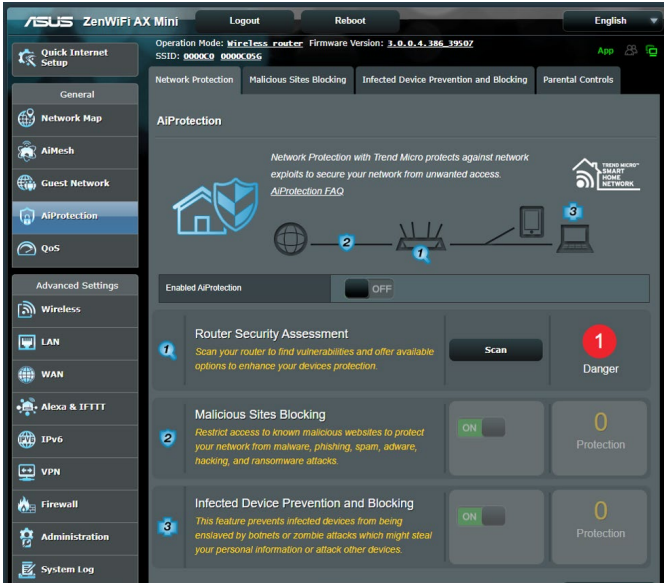 ASUS ZenWiFi AX Mini Logout Reboot English
Quick Internet
Setup
Operation Mode: Wireless router Firmware Version: 3.0.0.4.386_39507
SSID: 0000C0 0000C05G
App
General
Network Map
AiMesh
Guest Network
AiProtection
QoS
Advanced Settings
Wireless
LAN
WAN
Alexa & IFTTT
IPv6
VPN
Firewall
Administration
System Log
Network Protection Malicious Sites Blocking Infected Device Prevention and Blocking Parental Controls
AiProtection
Network Protection with Trend Micro protects against network
exploits to secure your network from unwanted access.
AiProtection FAQ
TREND MICRO™
SMART
HOME
NETWORK
2
1
3
Enabled AiProtection OFF
1
Router Security Assessment
Scan your router to find vulnerabilities and offer available
options to enhance your devices protection.
Scan
1
Danger
2
Malicious Sites Blocking
Restrict access to known malicious websites to protect
your network from malware, phishing, spam, adware,
hacking, and ransomware attacks.
ON
0
Protection
3
Infected Device Prevention and Blocking
This feature prevents infected devices from being
enslaved by botnets or zombie attacks which might steal
your personal information or attack other devices.
ON
0
Protection